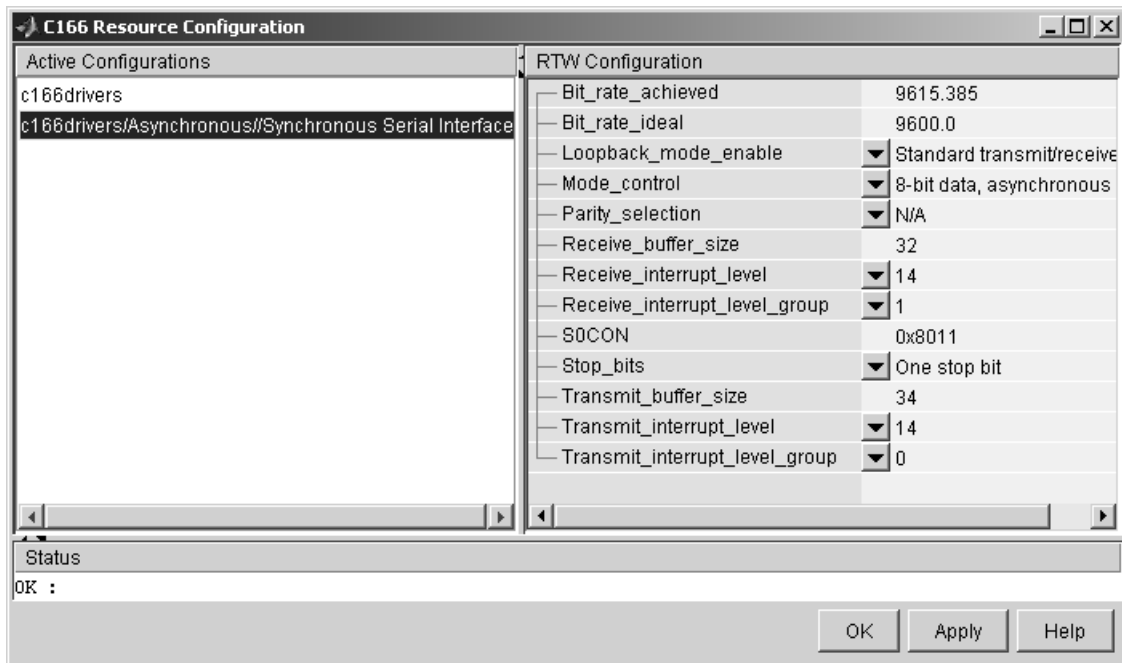 C166 Resource Configuration
Active Configurations
c166drivers
c166drivers/Asynchronous//Synchronous Serial Interface
RTW Configuration
Bit_rate_achieved 9615.385
Bit_rate_ideal 9600.0
Loopback_mode_enable Standard transmit/receive
Mode_control 8-bit data, asynchronous
Parity_selection N/A
Receive_buffer_size 32
Receive_interrupt_level 14
Receive_interrupt_level_group 1
S0CON 0x8011
Stop_bits One stop bit
Transmit_buffer_size 34
Transmit_interrupt_level 14
Transmit_interrupt_level_group 0
Status
OK :
OK Apply Help